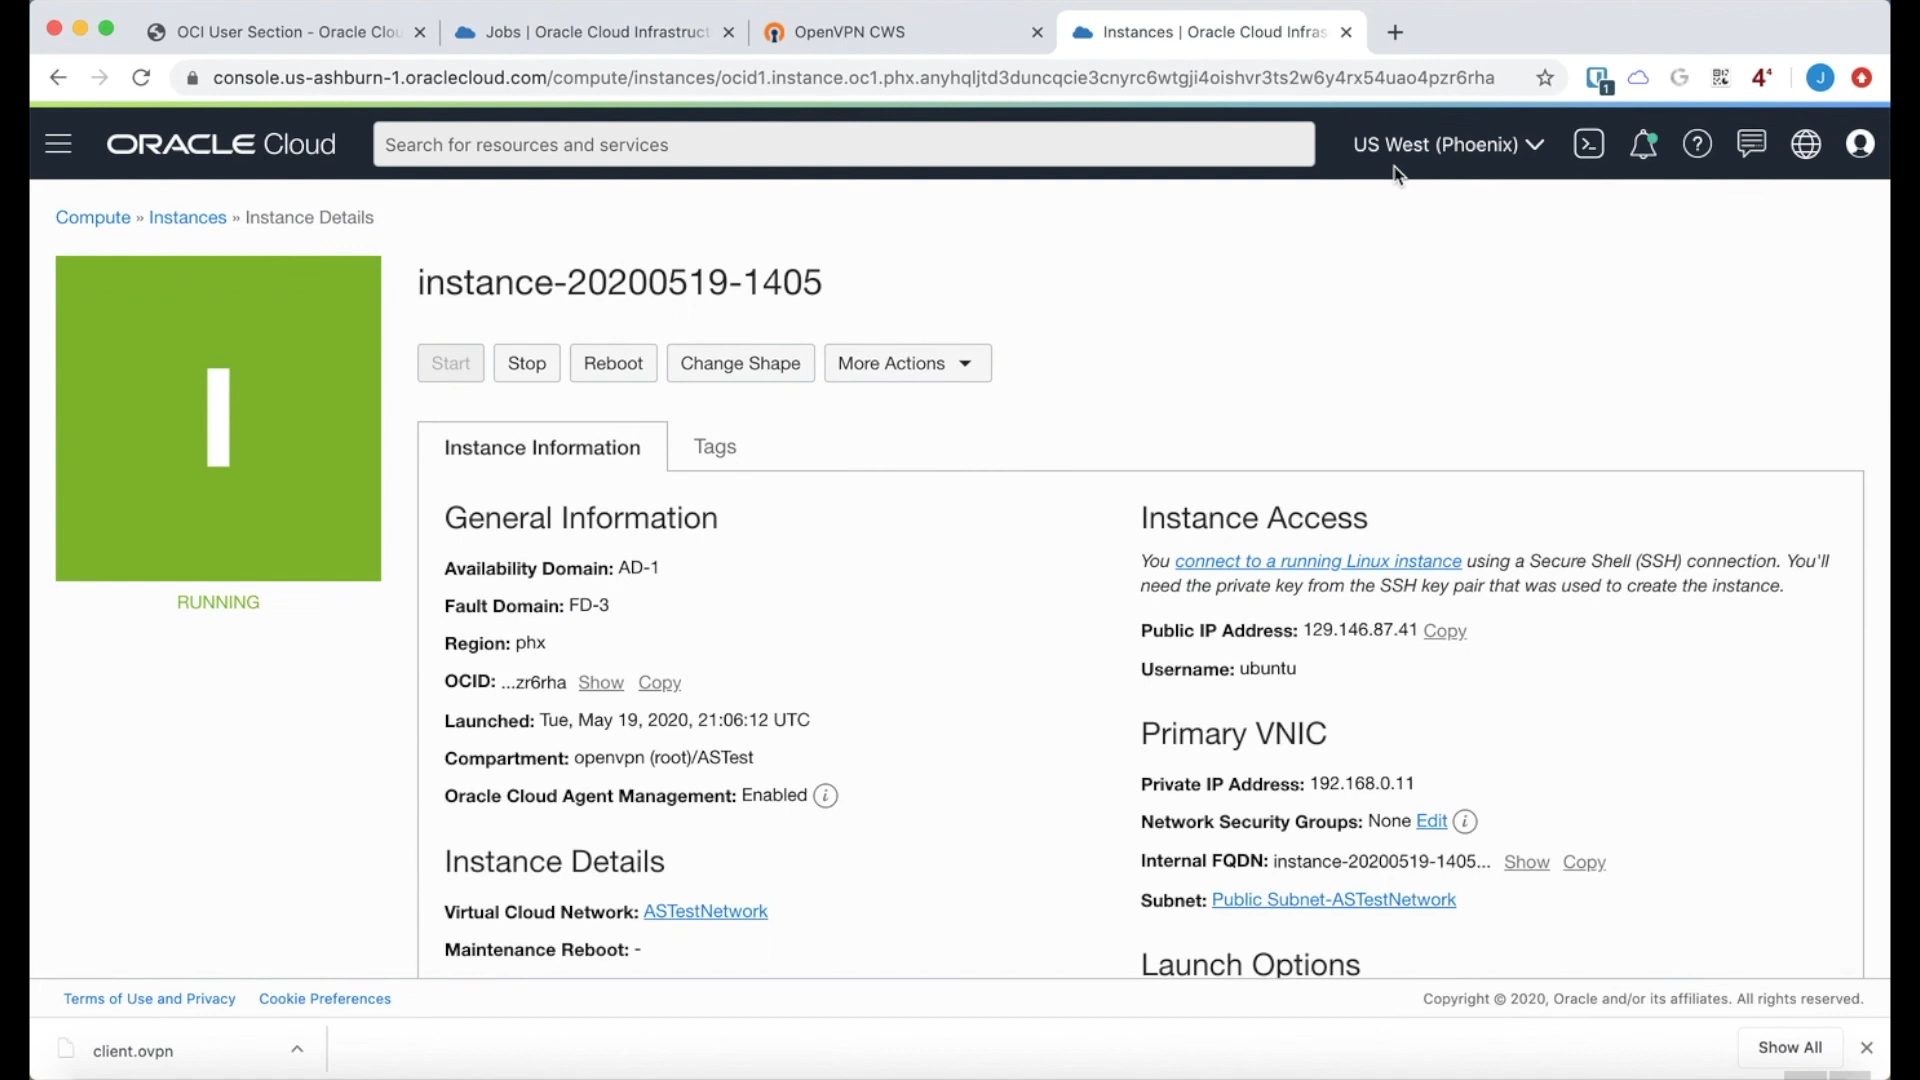 OCI User Section - Oracle Clou
Jobs | Oracle Cloud Infrastruct
OpenVPN CWS
Instances | Oracle Cloud Infras
console.us-ashburn-1.oraclecloud.com/compute/instances/ocid1.instance.oc1.phx.anyhqljtd3duncqcie3cnyrc6wtgji4oishvr3ts2w6y4rx54uao4pzr6rha
1
G
4⁴
J
ORACLE Cloud
Search for resources and services
US West (Phoenix)
Compute » Instances » Instance Details
I
RUNNING
instance-20200519-1405
Start
Stop
Reboot
Change Shape
More Actions
Instance Information
Tags
General Information
Availability Domain: AD-1
Fault Domain: FD-3
Region: phx
OCID: ...zr6rha Show Copy
Launched: Tue, May 19, 2020, 21:06:12 UTC
Compartment: openvpn (root)/ASTest
Oracle Cloud Agent Management: Enabled
Instance Details
Virtual Cloud Network: ASTestNetwork
Maintenance Reboot: -
Instance Access
You connect to a running Linux instance using a Secure Shell (SSH) connection. You'll
need the private key from the SSH key pair that was used to create the instance.
Public IP Address: 129.146.87.41 Copy
Username: ubuntu
Primary VNIC
Private IP Address: 192.168.0.11
Network Security Groups: None Edit
Internal FQDN: instance-20200519-1405... Show Copy
Subnet: Public Subnet-ASTestNetwork
Launch Options
Terms of Use and Privacy
Cookie Preferences
Copyright © 2020, Oracle and/or its affiliates. All rights reserved.
client.ovpn
Show All